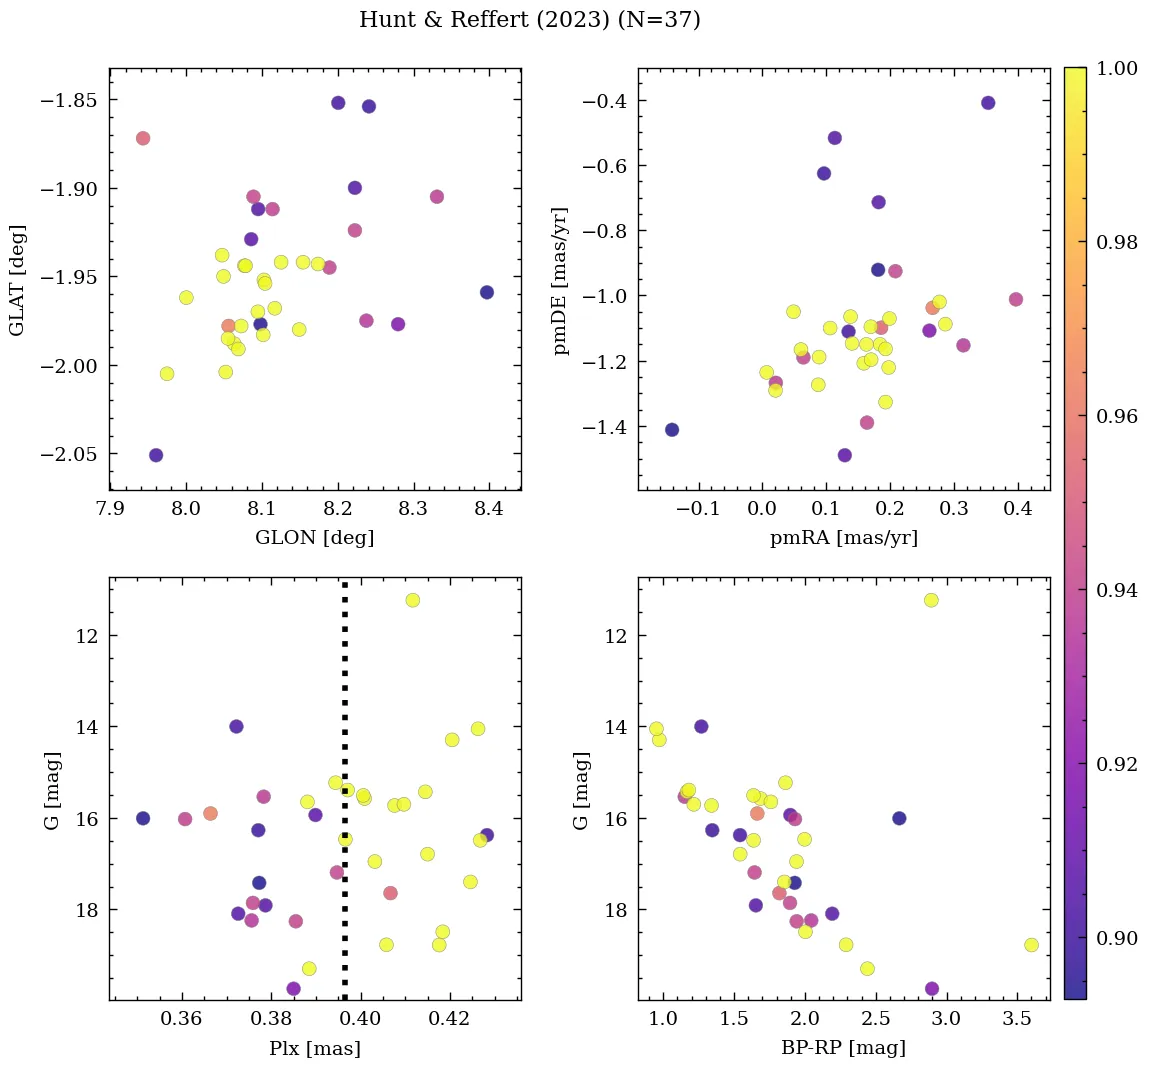 Hunt & Reffert (2023) (N=37)
−1.85
−1.90
−1.95
−2.00
−2.05
GLAT [deg]
7.9 8.0 8.1 8.2 8.3 8.4
GLON [deg]
−0.4
−0.6
−0.8
−1.0
−1.2
−1.4
pmDE [mas/yr]
−0.1 0.0 0.1 0.2 0.3 0.4
pmRA [mas/yr]
1.00
0.98
0.96
0.94
0.92
0.90
12
14
16
18
G [mag]
0.36 0.38 0.40 0.42
Plx [mas]
12
14
16
18
G [mag]
1.0 1.5 2.0 2.5 3.0 3.5
BP-RP [mag]